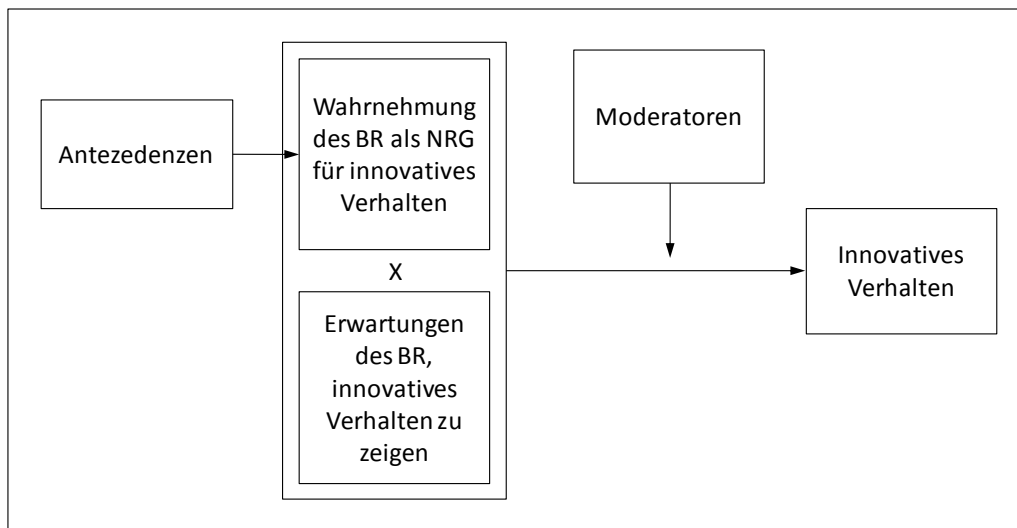 Antezedenzen
Wahrnehmung
des BR als NRG
für innovatives
Verhalten
X
Erwartungen
des BR,
innovatives
Verhalten zu
zeigen
Moderatoren
Innovatives
Verhalten